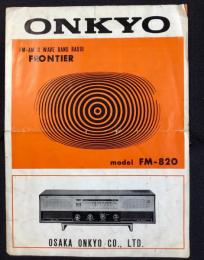 ONKYO
FM-AM 2 WAVE BAND RADIO
FRONTIER
model FM-820
OSAKA ONKYO CO., LTD.